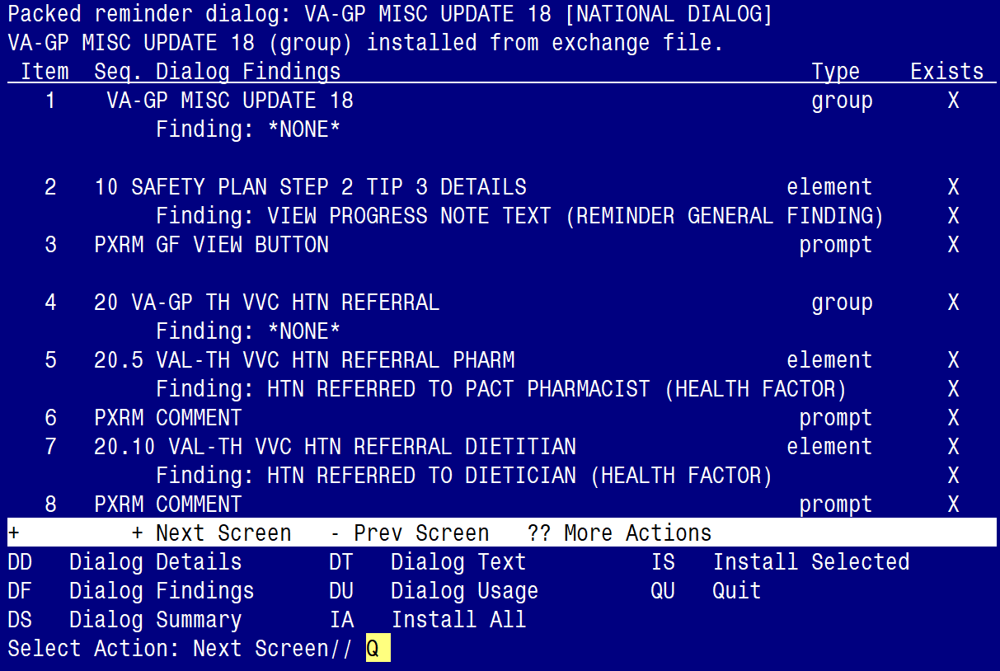 Packed reminder dialog: VA-GP MISC UPDATE 18 [NATIONAL DIALOG]
VA-GP MISC UPDATE 18 (group) installed from exchange file.
Item  Seq. Dialog Findings                                      Type    Exists
1     VA-GP MISC UPDATE 18                                      group   X
Finding: *NONE*
2   10 SAFETY PLAN STEP 2 TIP 3 DETAILS                     element      X
Finding: VIEW PROGRESS NOTE TEXT (REMINDER GENERAL FINDING)     X
3   PXRM GF VIEW BUTTON                                      prompt      X
4   20 VA-GP TH VVC HTN REFERRAL                              group      X
Finding: *NONE*
5   20.5 VAL-TH VVC HTN REFERRAL PHARM                      element      X
Finding: HTN REFERRED TO PACT PHARMACIST (HEALTH FACTOR)        X
6   PXRM COMMENT                                             prompt      X
7   20.10 VAL-TH VVC HTN REFERRAL DIETITIAN                 element      X
Finding: HTN REFERRED TO DIETICIAN (HEALTH FACTOR)              X
8   PXRM COMMENT                                             prompt      X
+         + Next Screen   - Prev Screen   ?? More Actions
DD   Dialog Details       DT   Dialog Text          IS   Install Selected
DF   Dialog Findings      DU   Dialog Usage         QU   Quit
DS   Dialog Summary       IA   Install All
Select Action: Next Screen// Q